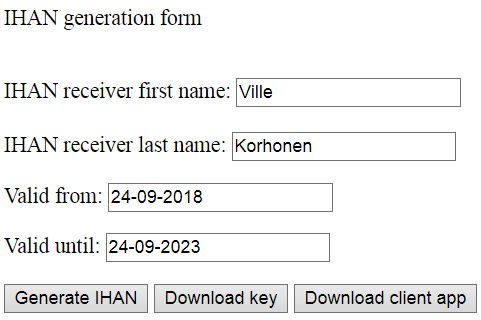 IHAN generation form
IHAN receiver first name: Ville
IHAN receiver last name: Korhonen
Valid from: 24-09-2018
Valid until: 24-09-2023
Generate IHAN Download key Download client app